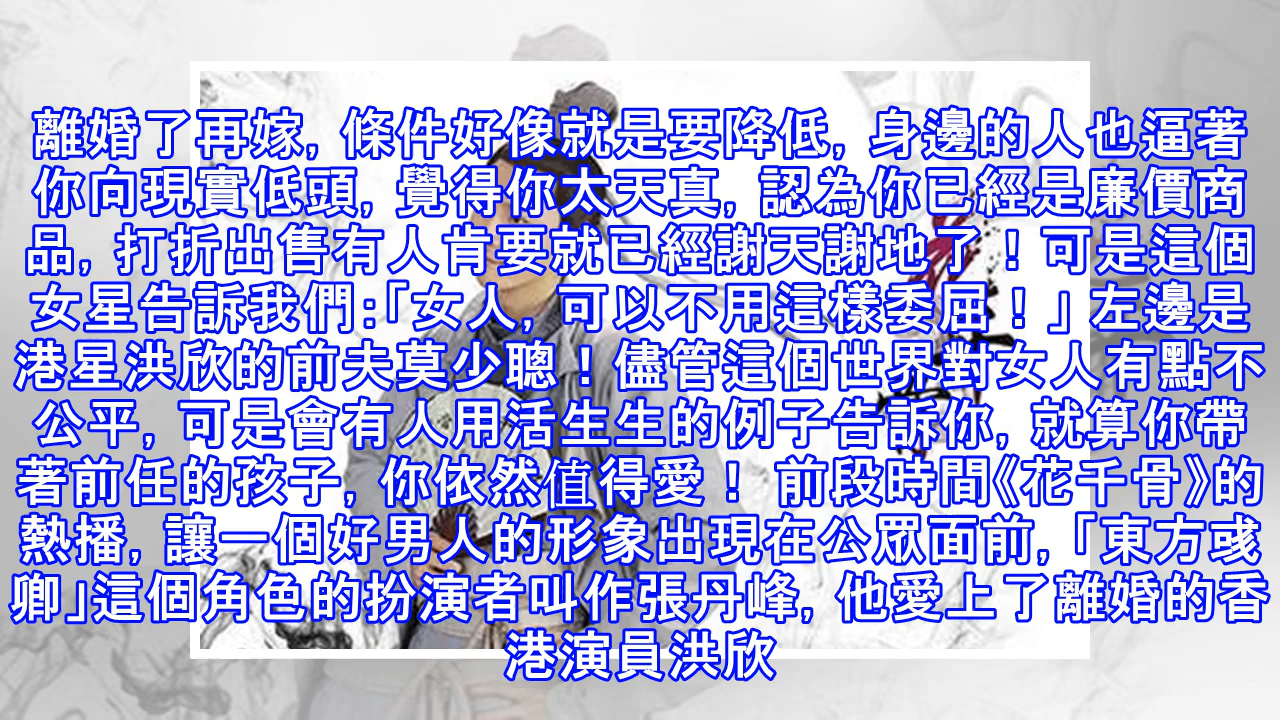 離婚了再嫁, 條件好像就是要降低, 身邊的人也逼著
你向現實低頭, 覺得你太天真, 認為你已經是廉價商
品, 打折出售有人肯要就已經謝天謝地了！可是這個
女星告訴我們：「女人, 可以不用這樣委屈！」左邊是
港星洪欣的前夫莫少聰！儘管這個世界對女人有點不
公平, 可是會有人用活生生的例子告訴你, 就算你帶
著前任的孩子, 你依然值得愛！ 前段時間《花千骨》的
熱播, 讓一個好男人的形象出現在公眾面前, 「東方彧
卿」這個角色的扮演者叫作張丹峰, 他愛上了離婚的香
港演員洪欣